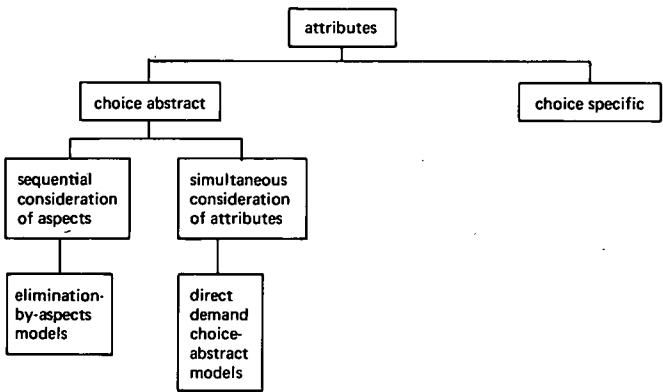 attributes
choice abstract
choice specific
sequential
consideration
of aspects
simultaneous
consideration
of attributes
elimination-
by-aspects
models
direct
demand
choice-
abstract
models